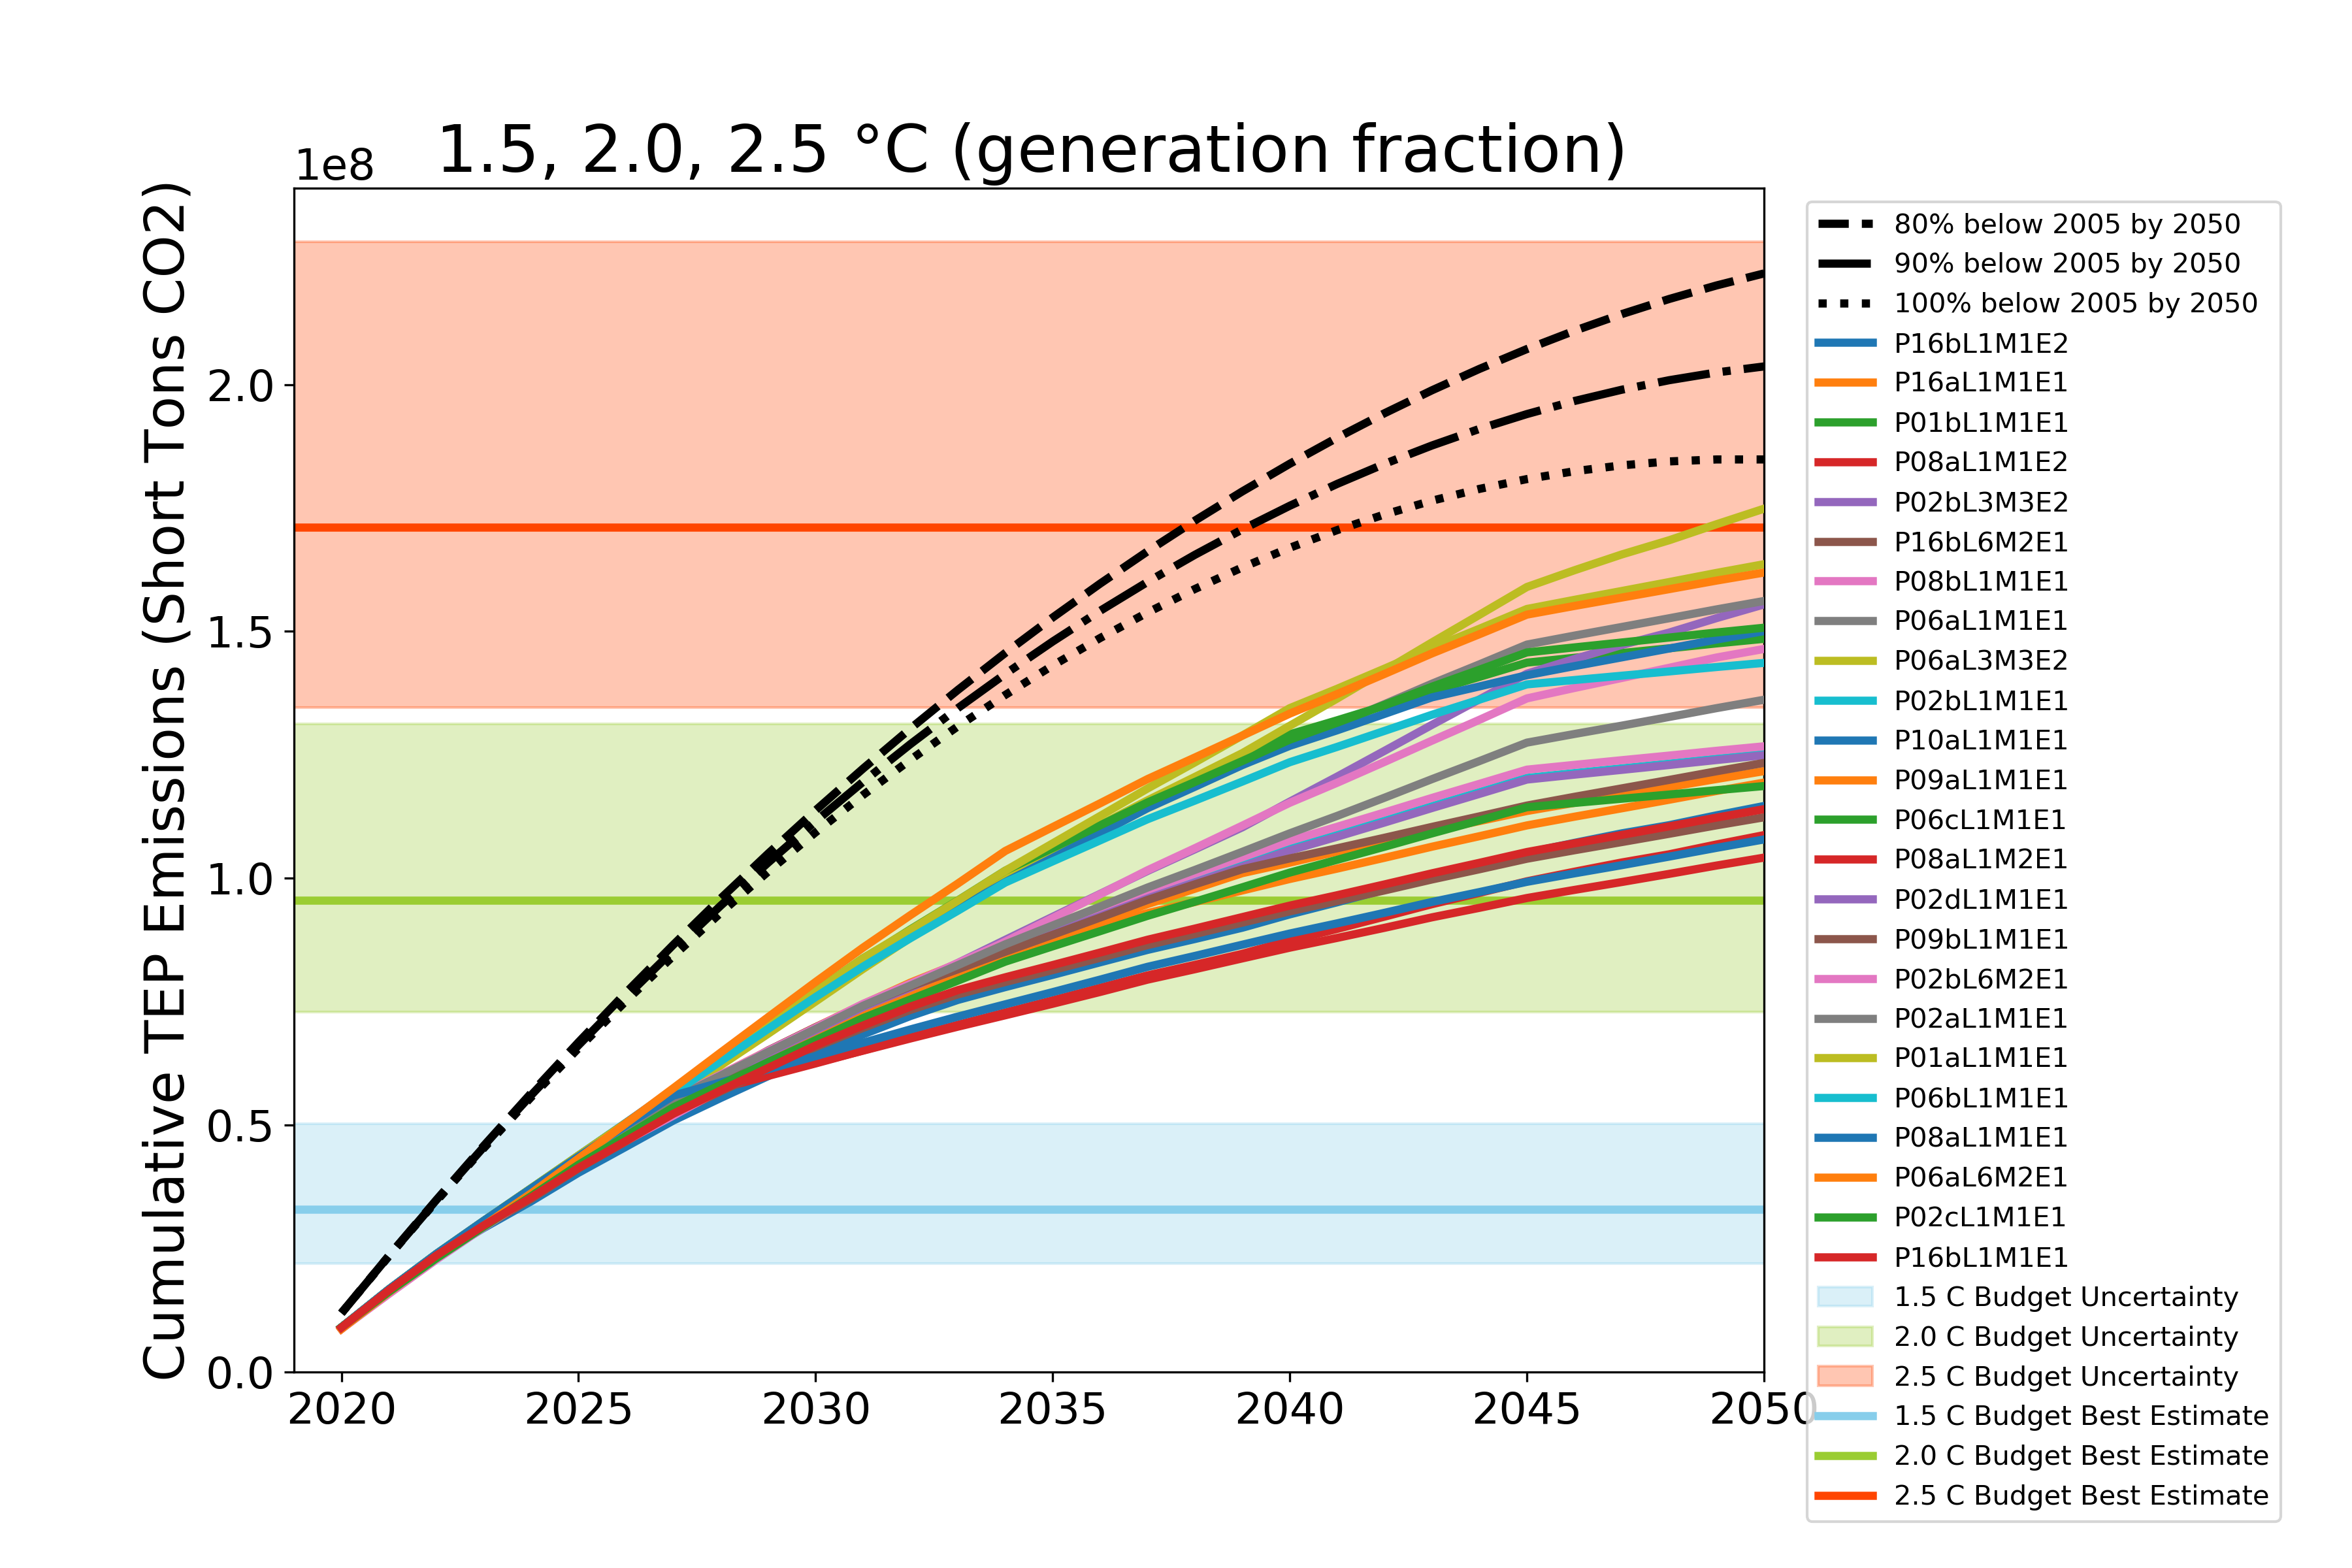 1.5, 2.0, 2.5 °C (generation fraction)
1e8
Cumulative TEP Emissions (Short Tons CO2)
2.0
1.5
1.0
0.5
0.0
2020 2025 2030 2035 2040 2045 2050
80% below 2005 by 2050
90% below 2005 by 2050
100% below 2005 by 2050
P16bL1M1E2
P16aL1M1E1
P01bL1M1E1
P08aL1M1E2
P02bL3M3E2
P16bL6M2E1
P08bL1M1E1
P06aL1M1E1
P06aL3M3E2
P02bL1M1E1
P10aL1M1E1
P09aL1M1E1
P06cL1M1E1
P08aL1M2E1
P02dL1M1E1
P09bL1M1E1
P02bL6M2E1
P02aL1M1E1
P01aL1M1E1
P06bL1M1E1
P08aL1M1E1
P06aL6M2E1
P02cL1M1E1
P16bL1M1E1
1.5 C Budget Uncertainty
2.0 C Budget Uncertainty
2.5 C Budget Uncertainty
1.5 C Budget Best Estimate
2.0 C Budget Best Estimate
2.5 C Budget Best Estimate